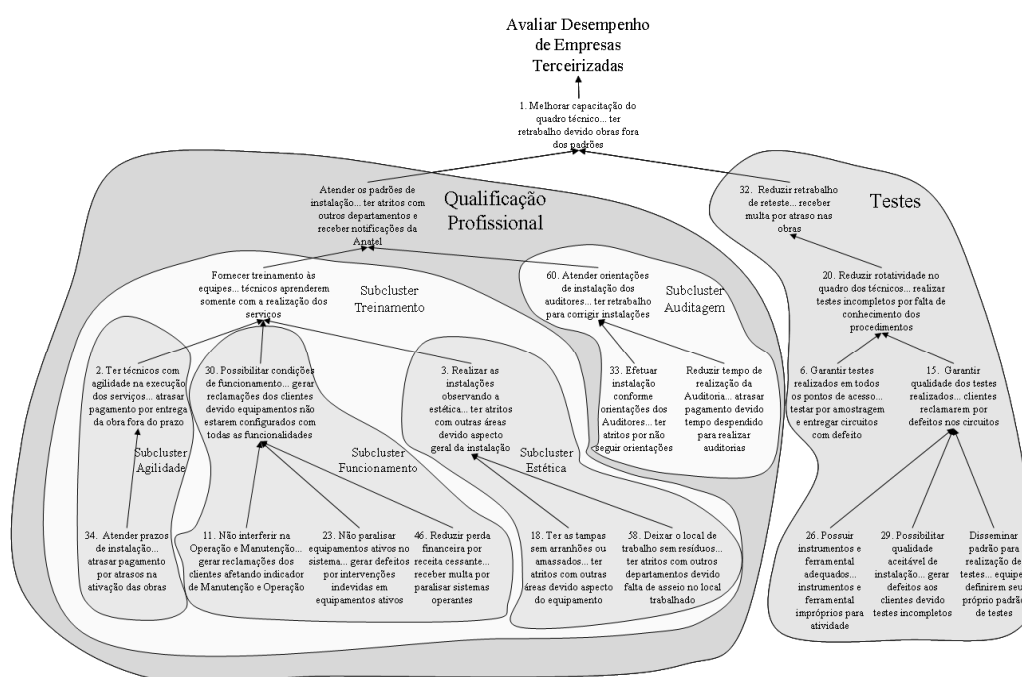 Avaliar Desempenho
de Empresas
Terceirizadas
1. Melhorar capacitação do
quadro técnico... ter
retrabalho devido obras fora
dos padrões
Atender os padrões de
instalação... ter atritos com
outros departamentos e
receber notificações da
Anatel
Qualificação
Profissional
32. Reduzir retrabalho
de reteste... receber
multa por atraso nas
obras
Testes
Fornecer treinamento às
equipes... técnicos aprenderem
somente com a realização dos
serviços
Subcluster
Treinamento
60. Atender orientações
de instalação dos
auditores... ter retrabalho
para corrigir instalações
Subcluster
Auditagem
20. Reduzir rotatividade no
quadro dos técnicos... realizar
testes incompletos por falta de
conhecimento dos
procedimentos
2. Ter técnicos com
agilidade na execução
dos serviços... atrasar
pagamento por entrega
da obra fora do prazo
30. Possibilitar condições
de funcionamento... gerar
reclamações dos clientes
devido equipamentos não
estarem configurados com
todas as funcionalidades
3. Realizar as
instalações
observando a
estética... ter atritos
com outras áreas
devido aspecto
geral da instalação
33. Efetuar
instalação
conforme
orientações dos
Auditores... ter
atritos por não
seguir orientações
Reduzir tempo de
realização da
Auditoria... atrasar
pagamento devido
tempo despendido
para realizar
auditorias
6. Garantir testes
realizados em todos
os pontos de acesso...
testar por amostragem
e entregar circuitos
com defeito
15. Garantir
qualidade dos testes
realizados... clientes
reclamarem por
defeitos nos circuitos
Subcluster
Agilidade
Subcluster
Funcionamento
Subcluster
Estética
34. Atender prazos
de instalação...
atrasar pagamento
por atrasos na
ativação das obras
11. Não interferir na
Operação e Manutenção...
gerar reclamações dos
clientes afetando indicador
de Manutenção e Operação
23. Não paralisar
equipamentos ativos no
sistema... gerar defeitos
por intervenções
indevidas em
equipamentos ativos
46. Reduzir perda
financeira por
receita cessante...
receber multa por
paralisar sistemas
operantes
18. Ter as tampas
sem arranhões ou
amassados... ter
atritos com outras
áreas devido aspecto
do equipamento
58. Deixar o local de
trabalho sem resíduos...
ter atritos com outros
departamentos devido
falta de asseio no local
trabalhado
26. Possuir
instrumentos e
ferramental
adequados...
instrumentos e
ferramental
impróprios para
atividade
29. Possibilitar
qualidade
aceitável de
instalação... gerar
defeitos aos
clientes devido
testes incompletos
Disseminar
padrão para
realização de
testes... equipe
definirem seu
próprio padrão
de testes